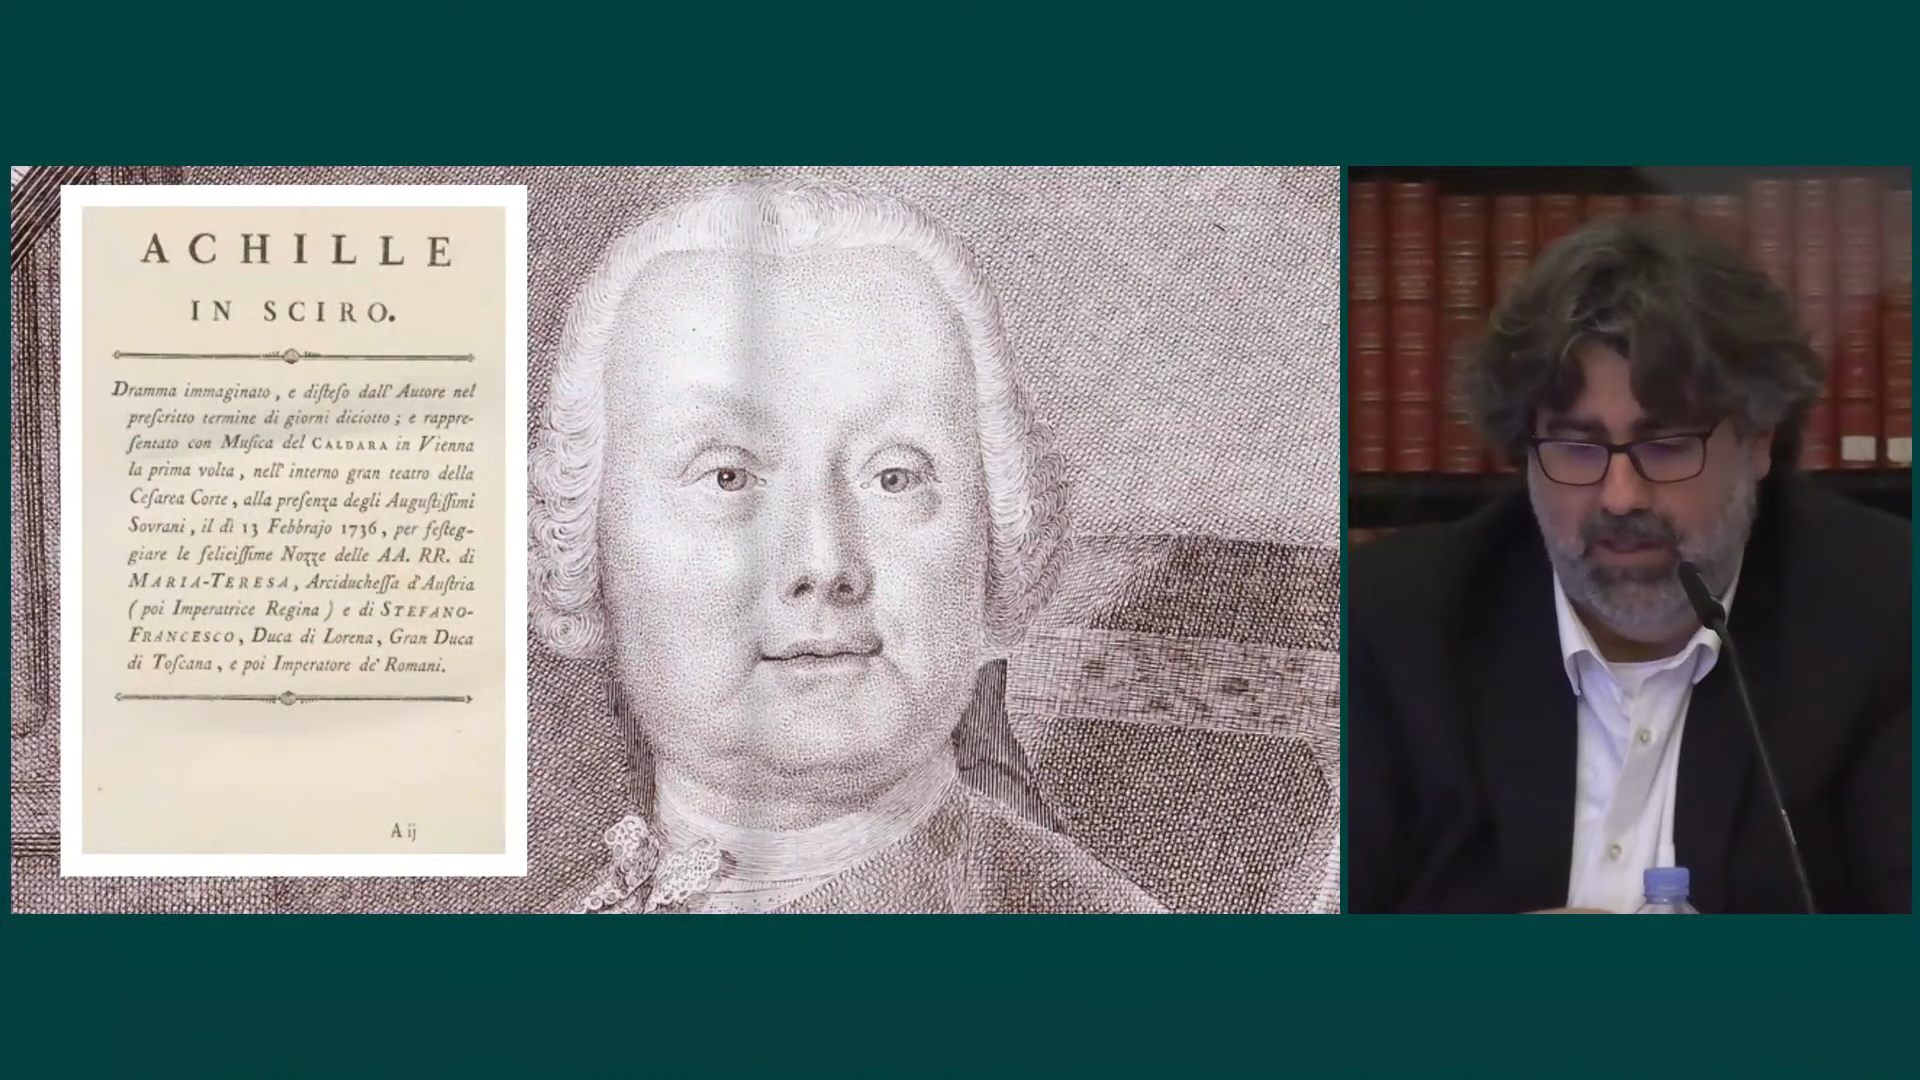 ACHILLE
IN SCIRO.
Dramma immaginato, e diſteſo dall' Autore nel
preſcritto termine di giorni diciotto; e rappre-
ſentato con Muſica del CALDARA in Vienna
la prima volta, nell' interno gran teatro della
Ceſarea Corte, alla preſenza degli Auguſtiſſimi
Sovrani, il dì 13 Febbrajo 1736, per feſteg-
giare le feliciſſime Nozze delle AA. RR. di
MARIA-TERESA, Arciducheſſa d'Auſtria
(poi Imperatrice Regina) e di STEFANO-
FRANCESCO, Duca di Lorena, Gran Duca
di Toſcana, e poi Imperatore de' Romani.
A ij